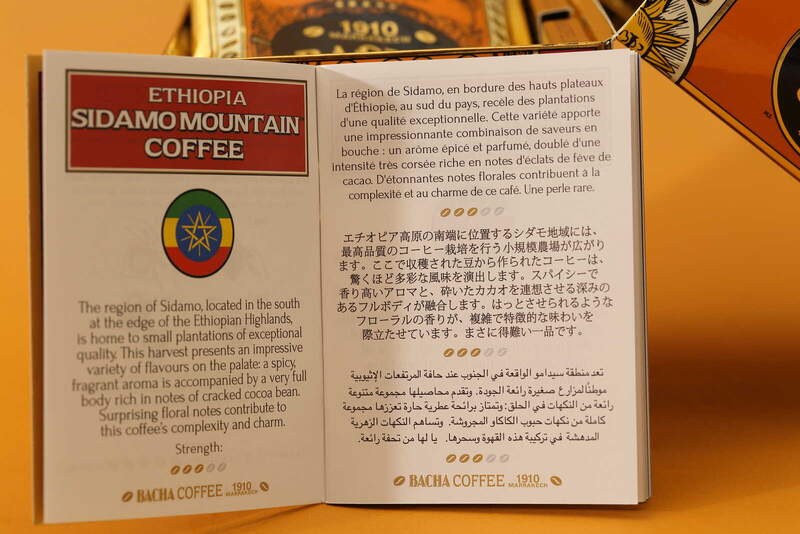 1910
MARRAKECH
ETHIOPIA
SIDAMO MOUNTAIN
COFFEE
The region of Sidamo, located in the south
at the edge of the Ethiopian Highlands,
is home to small plantations of exceptional
quality. This harvest presents an impressive
variety of flavours on the palate: a spicy,
fragrant aroma is accompanied by a very full
body rich in notes of cracked cocoa bean.
Surprising floral notes contribute to
this coffee's complexity and charm.
Strength:
BACHA COFFEE 1910 MARRAKECH
La région de Sidamo, en bordure des hauts plateaux
d'Éthiopie, au sud du pays, recèle des plantations
d'une qualité exceptionnelle. Cette variété apporte
une impressionnante combinaison de saveurs en
bouche : un arôme épicé et parfumé, doublé d'une
intensité très corsée riche en notes d'éclats de fève de
cacao. D'étonnantes notes florales contribuent à la
complexité et au charme de ce café. Une perle rare.
エチオピア高原の南端に位置するシダモ地域には、
最高品質のコーヒー栽培を行う小規模農場が広がり
ます。ここで収穫された豆から作られたコーヒーは、
驚くほど多彩な風味を演出します。スパイシーで
香り高いアロマと、砕いたカカオを連想させる深みの
あるフルボディが融合します。はっとさせられるような
フローラルの香りが、複雑で特徴的な味わいを
際立たせています。まさに得難い一品です。
تعد منطقة سيدامو الواقعة في الجنوب عند حافة المرتفعات الإثيوبية
موطنًا لمزارع صغيرة رائعة الجودة. وتقدم محاصيلها مجموعة متنوعة
رائعة من النكهات في الحلق: وتمتاز برائحة عطرية حارة تعززها مجموعة
كاملة من نكهات حبوب الكاكاو المجروشة. وتساهم النكهات الزهرية
المدهشة في تركيبة هذه القهوة وسحرها. يا لها من تحفة رائعة.
BACHA COFFEE 1910 MARRAKECH